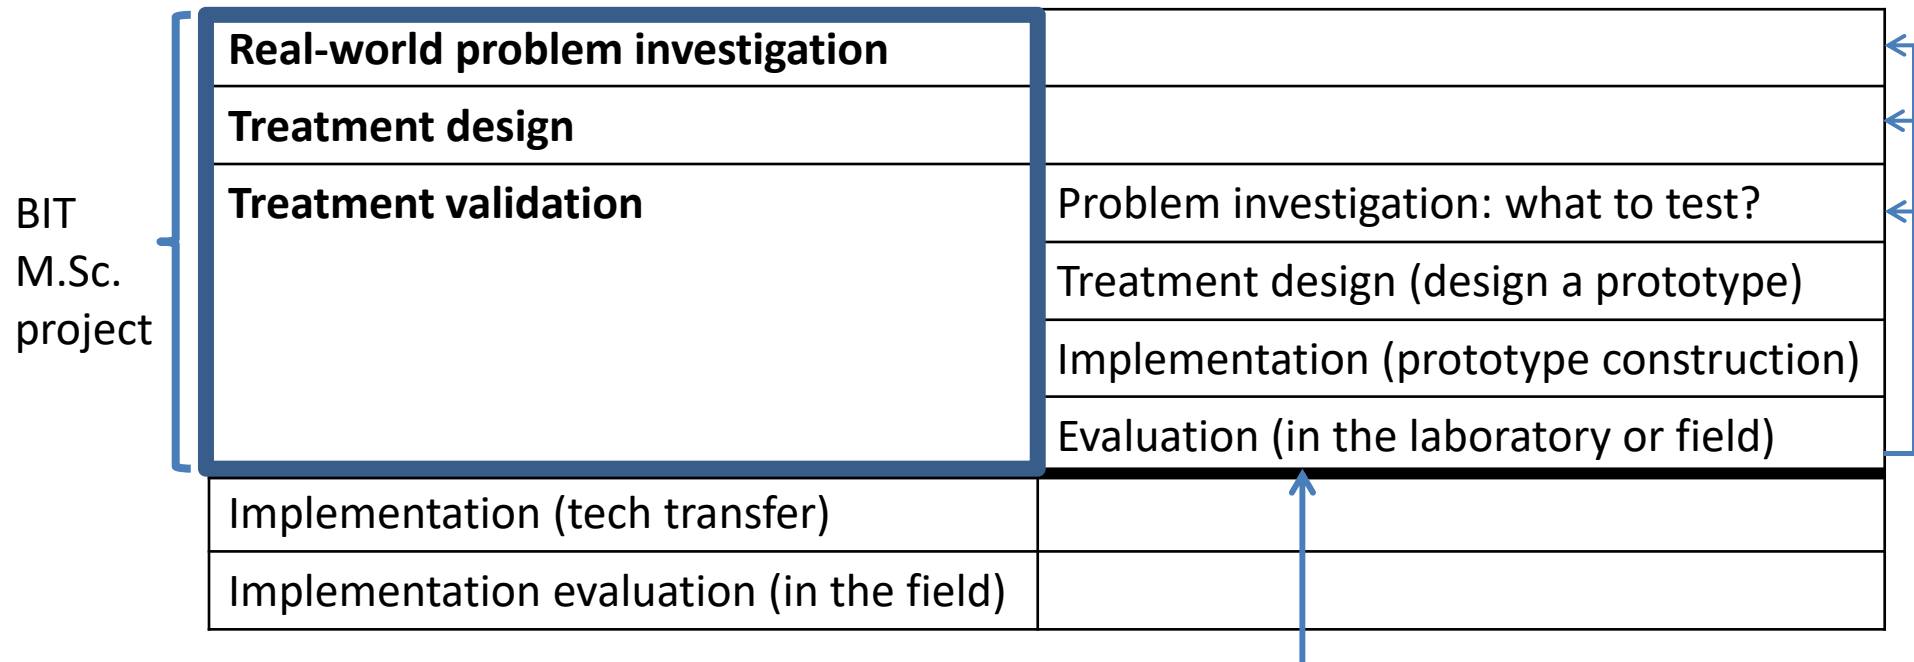 Real-world problem investigation
Treatment design
Treatment validation
Problem investigation: what to test?
BIT
M.Sc.
project
Treatment design (design a prototype)
Implementation (prototype construction)
Evaluation (in the laboratory or field)
Implementation (tech transfer)
Implementation evaluation (in the field)